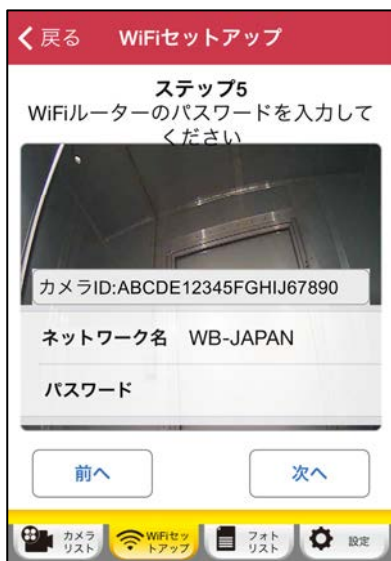 戻る WiFiセットアップ
ステップ5
WiFiルーターのパスワードを入力して
ください
カメラID:ABCDE12345FGHIJ67890
ネットワーク名 WB-JAPAN
パスワード
前へ 次へ
カメラ WiFiセッ フォト 設定
リスト トアップ リスト